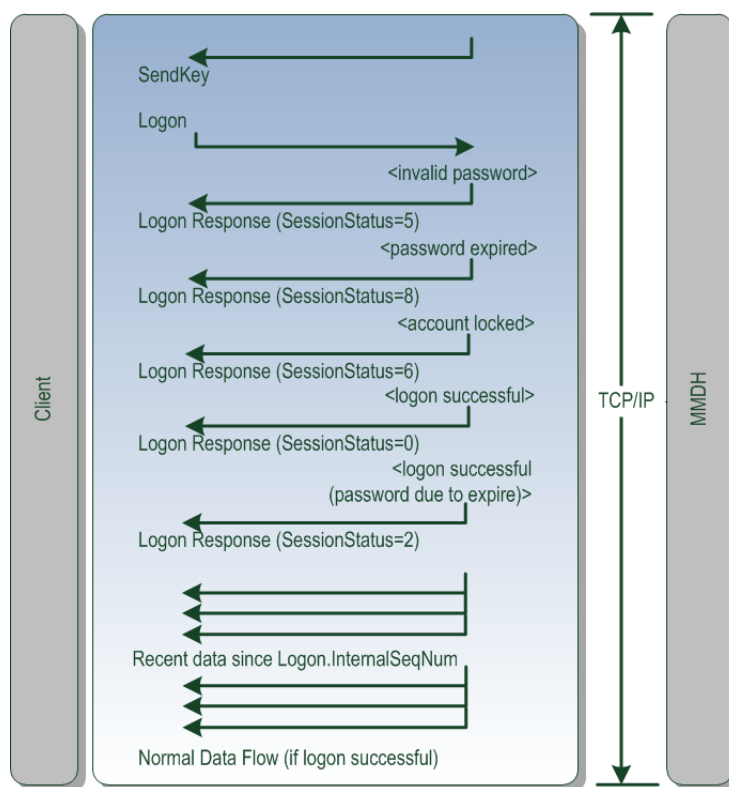 SendKey
Logon
<invalid password>
Logon Response (SessionStatus=5)
<password expired>
Logon Response (SessionStatus=8)
<account locked>
Logon Response (SessionStatus=6)
<logon successful>
Logon Response (SessionStatus=0)
<logon successful
(password due to expire)>
Logon Response (SessionStatus=2)
Recent data since Logon.InternalSeqNum
Normal Data Flow (if logon successful)
Client
TCP/IP
MMDH